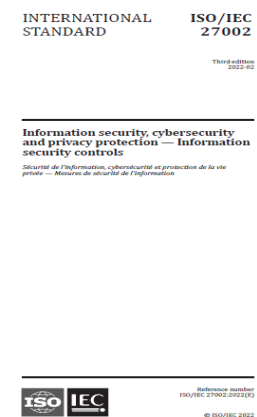 INTERNATIONAL
STANDARD
ISO/IEC
27002
Third edition
2022-02
Information security, cybersecurity
and privacy protection — Information
security controls
Sécurité de l'information, cybersécurité et protection de la vie
privée — Mesures de sécurité de l'information
ISO
IEC
Reference number
ISO/IEC 27002:2022(E)
© ISO/IEC 2022